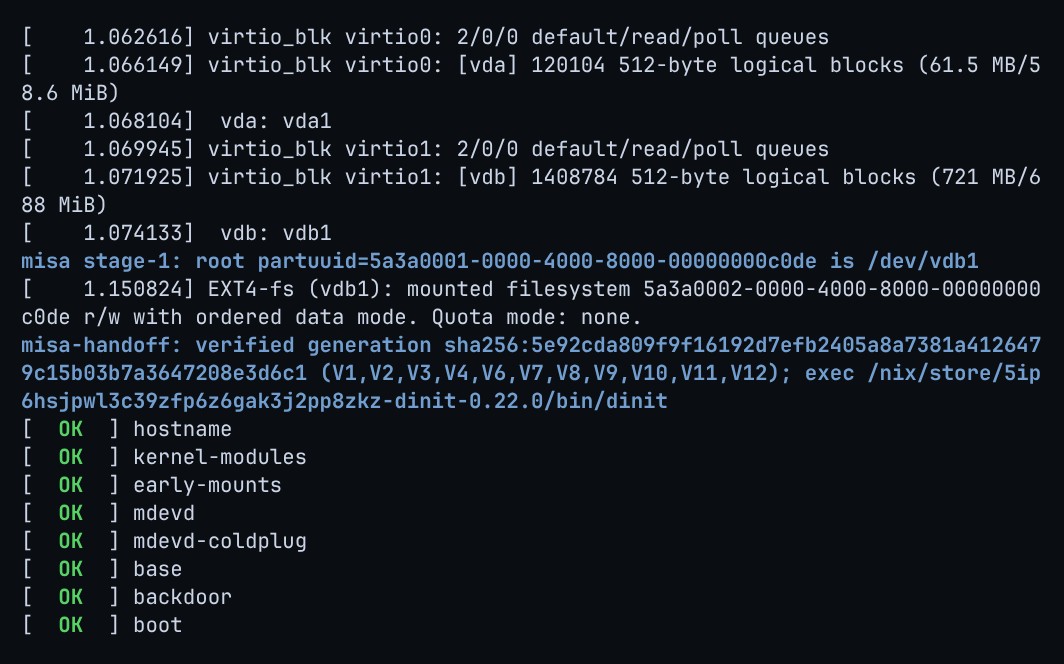 [    1.062616] virtio_blk virtio0: 2/0/0 default/read/poll queues
[    1.066149] virtio_blk virtio0: [vda] 120104 512-byte logical blocks (61.5 MB/5
8.6 MiB)
[    1.068104]  vda: vda1
[    1.069945] virtio_blk virtio1: 2/0/0 default/read/poll queues
[    1.071925] virtio_blk virtio1: [vdb] 1408784 512-byte logical blocks (721 MB/6
88 MiB)
[    1.074133]  vdb: vdb1
misa stage-1: root partuuid=5a3a0001-0000-4000-8000-00000000c0de is /dev/vdb1
[    1.150824] EXT4-fs (vdb1): mounted filesystem 5a3a0002-0000-4000-8000-00000000
c0de r/w with ordered data mode. Quota mode: none.
misa-handoff: verified generation sha256:5e92cda809f9f16192d7efb2405a8a7381a412647
9c15b03b7a3647208e3d6c1 (V1,V2,V3,V4,V6,V7,V8,V9,V10,V11,V12); exec /nix/store/5ip
6hsjpwl3c39zfp6z6gak3j2pp8zkz-dinit-0.22.0/bin/dinit
[  OK  ] hostname
[  OK  ] kernel-modules
[  OK  ] early-mounts
[  OK  ] mdevd
[  OK  ] mdevd-coldplug
[  OK  ] base
[  OK  ] backdoor
[  OK  ] boot